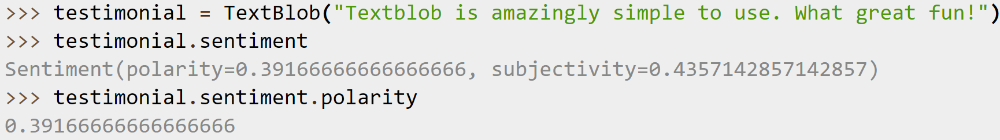 >>> testimonial = TextBlob("Textblob is amazingly simple to use. What great fun!")
>>> testimonial.sentiment
Sentiment(polarity=0.39166666666666666, subjectivity=0.4357142857142857)
>>> testimonial.sentiment.polarity
0.39166666666666666